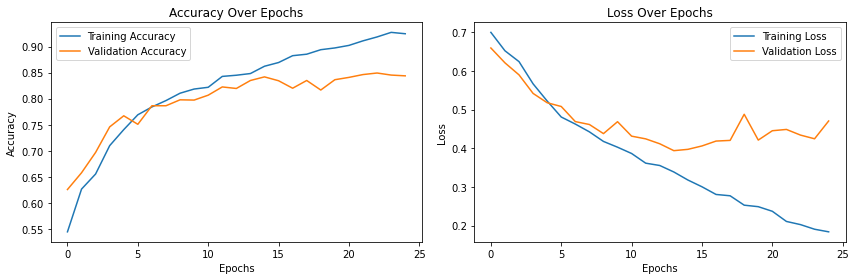 Accuracy Over Epochs
Training Accuracy
Validation Accuracy
0.90
0.85
0.80
0.75
0.70
0.65
0.60
0.55
Accuracy
0 5 10 15 20 25
Epochs
Loss Over Epochs
Training Loss
Validation Loss
0.7
0.6
0.5
0.4
0.3
0.2
Loss
0 5 10 15 20 25
Epochs